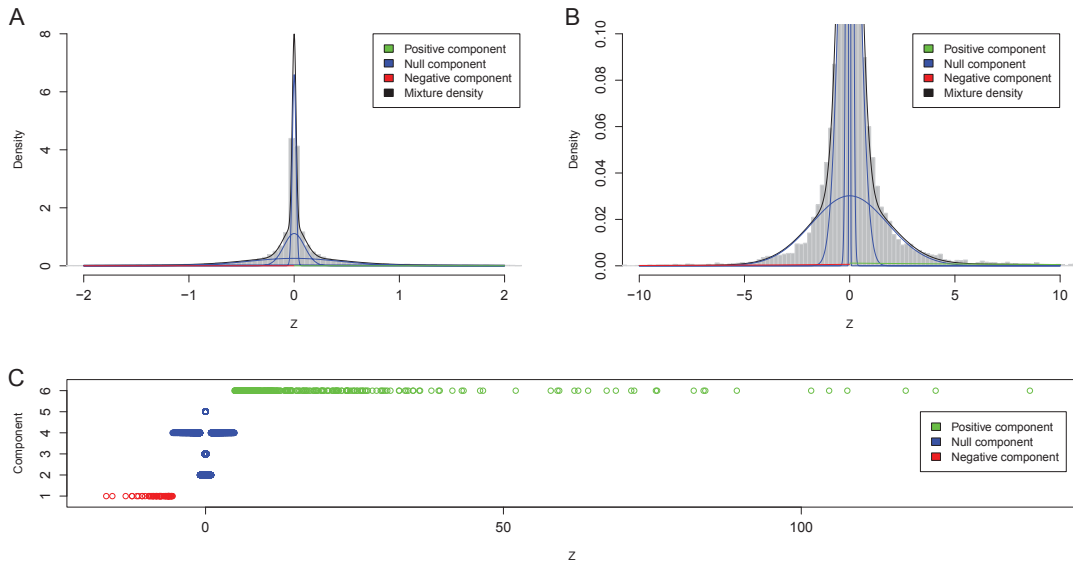 A
Density
8
6
4
2
0
−2
−1
0
1
2
Z
Positive component
Null component
Negative component
Mixture density
B
Density
0.10
0.08
0.06
0.04
0.02
0.00
−10
−5
0
5
10
Z
Positive component
Null component
Negative component
Mixture density
C
Component
6
5
4
3
2
1
0
50
100
Z
Positive component
Null component
Negative component